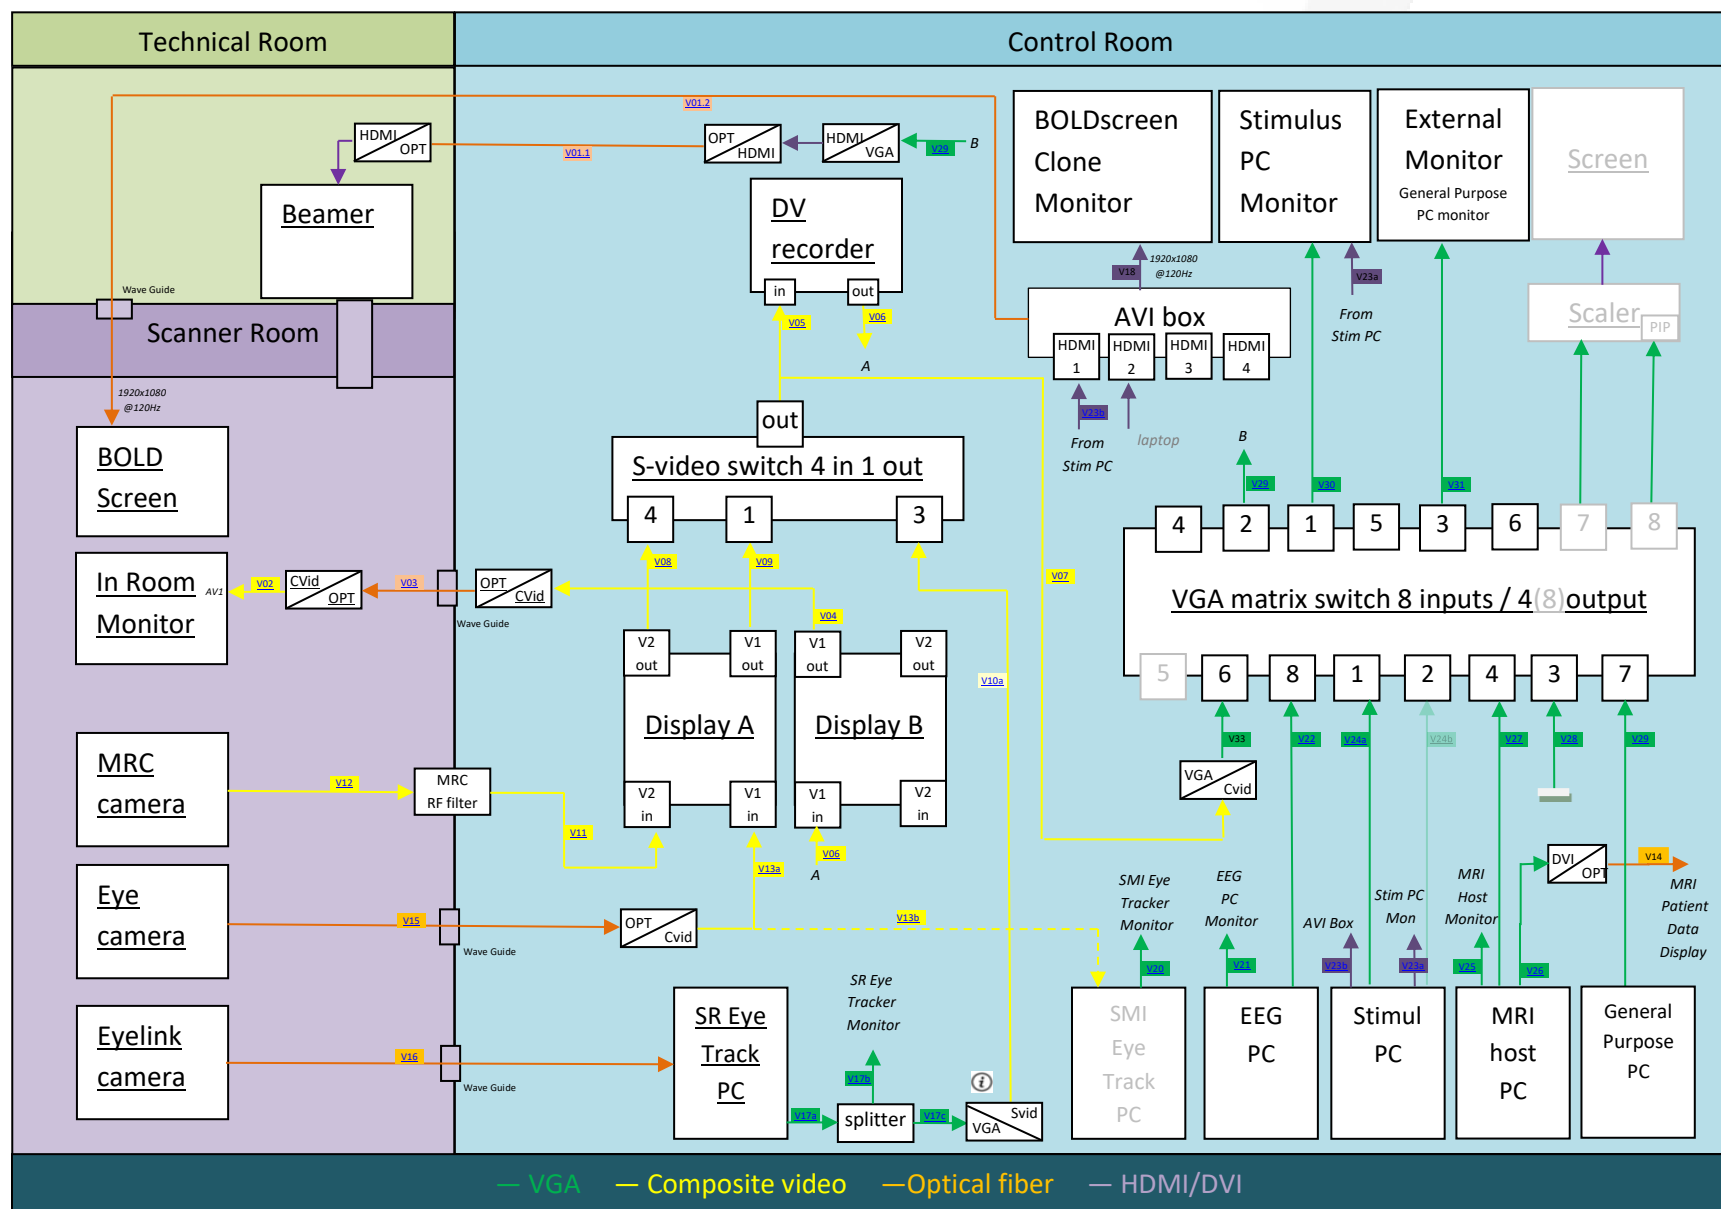 Technical Room
Control Room
V01.2
HDMI
OPT
V01.1
OPT
HDMI
HDMI
VGA
V29
B
BOLDscreen
Clone
Monitor
Stimulus
PC
Monitor
External
Monitor
General Purpose
PC monitor
Screen
Beamer
DV
recorder
in
out
V05
V06
A
V18
1920x1080
@120Hz
V23a
From
Stim PC
AVI box
HDMI
1
HDMI
2
HDMI
3
HDMI
4
V23b
From
Stim PC
laptop
Scaler
PIP
Wave Guide
Scanner Room
1920x1080
@120Hz
BOLD
Screen
out
S-video switch 4 in 1 out
4
1
3
V08
V09
V07
B
V29
V30
V31
4
2
1
5
3
6
7
8
VGA matrix switch 8 inputs / 4(8)output
5
6
8
1
2
4
3
7
In Room
Monitor
AV1
V02
CVid
OPT
V03
Wave Guide
OPT
CVid
V04
V2
out
V1
out
V1
out
V2
out
V10a
Display A
Display B
V2
in
V1
in
V1
in
V2
in
V33
V22
V24a
V24b
V27
V28
V29
VGA
Cvid
MRC
camera
V12
MRC
RF filter
V11
V13a
V06
A
DVI
OPT
V14
MRI
Patient
Data
Display
Eye
camera
V15
Wave Guide
OPT
Cvid
V13b
SMI Eye
Tracker
Monitor
V20
EEG
PC
Monitor
V21
AVI Box
V23b
Stim PC
Mon
V23a
MRI
Host
Monitor
V25
V26
Eyelink
camera
V16
Wave Guide
SR Eye
Track
PC
SR Eye
Tracker
Monitor
V17b
V17a
splitter
V17c
i
Svid
VGA
SMI
Eye
Track
PC
EEG
PC
Stimul
PC
MRI
host
PC
General
Purpose
PC
— VGA — Composite video —Optical fiber — HDMI/DVI